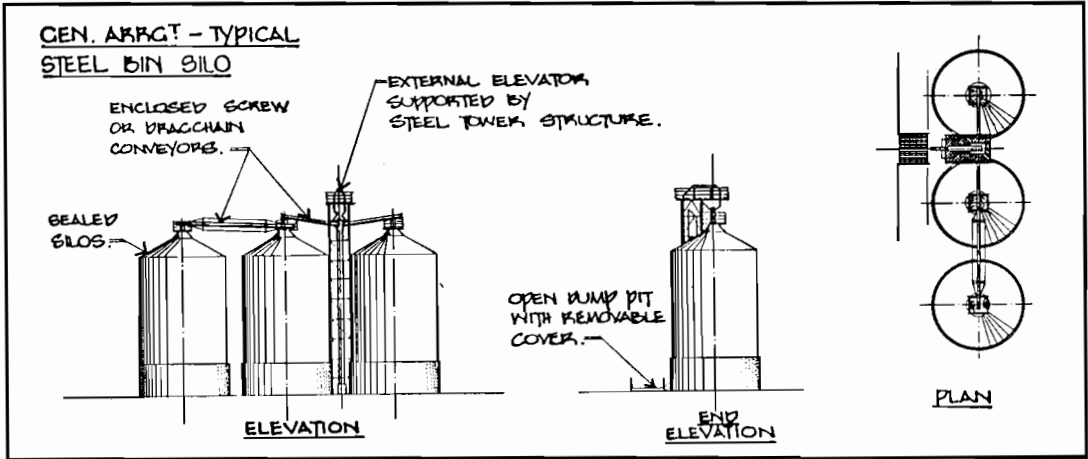 GEN. ARRGT - TYPICAL
STEEL BIN SILO
ENCLOSED SCREW
OR DRAGCHAIN
CONVEYORS.
EXTERNAL ELEVATOR
SUPPORTED BY
STEEL TOWER STRUCTURE.
SEALED
SILOS.
OPEN DUMP PIT
WITH REMOVABLE
COVER.
ELEVATION
END
ELEVATION
PLAN